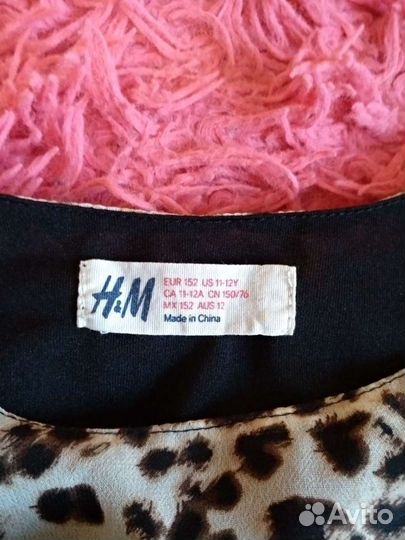 H&M
EUR 152 US 11-12Y
CA 11-12A CN 150/76
MX 152 AUS 12
Made in China
Avito